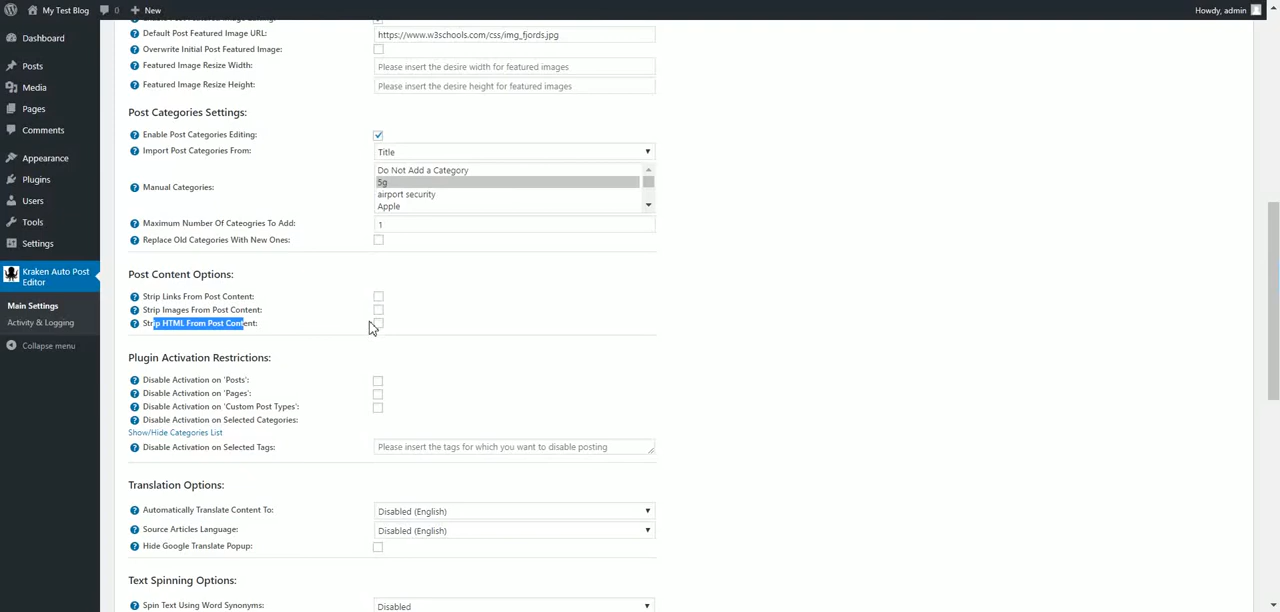 My Test Blog
0
New
Howdy, admin
Dashboard
Posts
Media
Pages
Comments
Appearance
Plugins
Users
Tools
Settings
Kraken Auto Post
Editor
Main Settings
Activity & Logging
Collapse menu
Default Post Featured Image URL:
https://www.w3schools.com/css/img_fjords.jpg
Overwrite Initial Post Featured Image:
Featured Image Resize Width:
Please insert the desire width for featured images
Featured Image Resize Height:
Please insert the desire height for featured images
Post Categories Settings:
Enable Post Categories Editing:
Import Post Categories From:
Title
Manual Categories:
Do Not Add a Category
5g
airport security
Apple
Maximum Number Of Cateogries To Add:
1
Replace Old Categories With New Ones:
Post Content Options:
Strip Links From Post Content:
Strip Images From Post Content:
Strip HTML From Post Content:
Plugin Activation Restrictions:
Disable Activation on 'Posts':
Disable Activation on 'Pages':
Disable Activation on 'Custom Post Types':
Disable Activation on Selected Categories:
Show/Hide Categories List
Disable Activation on Selected Tags:
Please insert the tags for which you want to disable posting
Translation Options:
Automatically Translate Content To:
Disabled (English)
Source Articles Language:
Disabled (English)
Hide Google Translate Popup:
Text Spinning Options:
Spin Text Using Word Synonyms:
Disabled